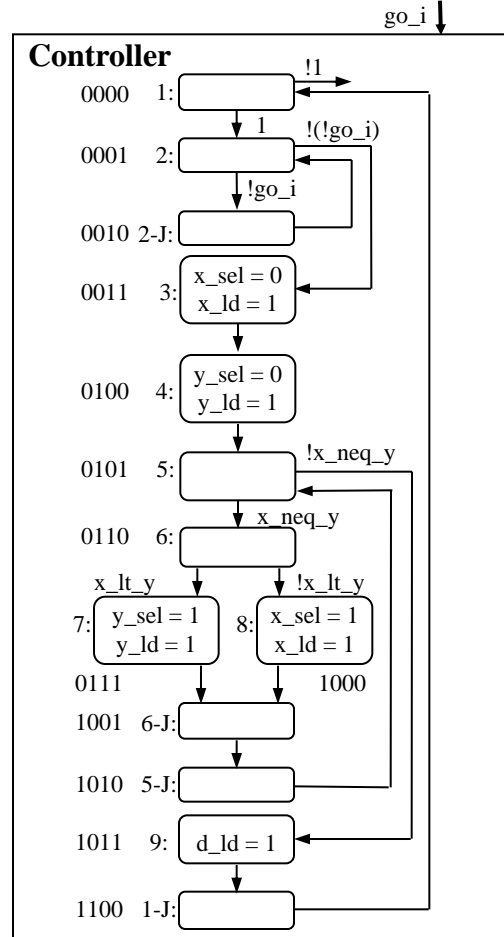 go_i
Controller
!1
0000 1:
1
!(!go_i)
0001 2:
!go_i
0010 2-J:
x_sel = 0
0011 3:
x_ld = 1
y_sel = 0
0100 4:
y_ld = 1
!x_neq_y
0101 5:
x_neq_y
0110 6:
x_lt_y !x_lt_y
y_sel = 1 x_sel = 1
7: 8:
y_ld = 1 x_ld = 1
0111 1000
1001 6-J:
1010 5-J:
1011 9: d_ld = 1
1100 1-J: